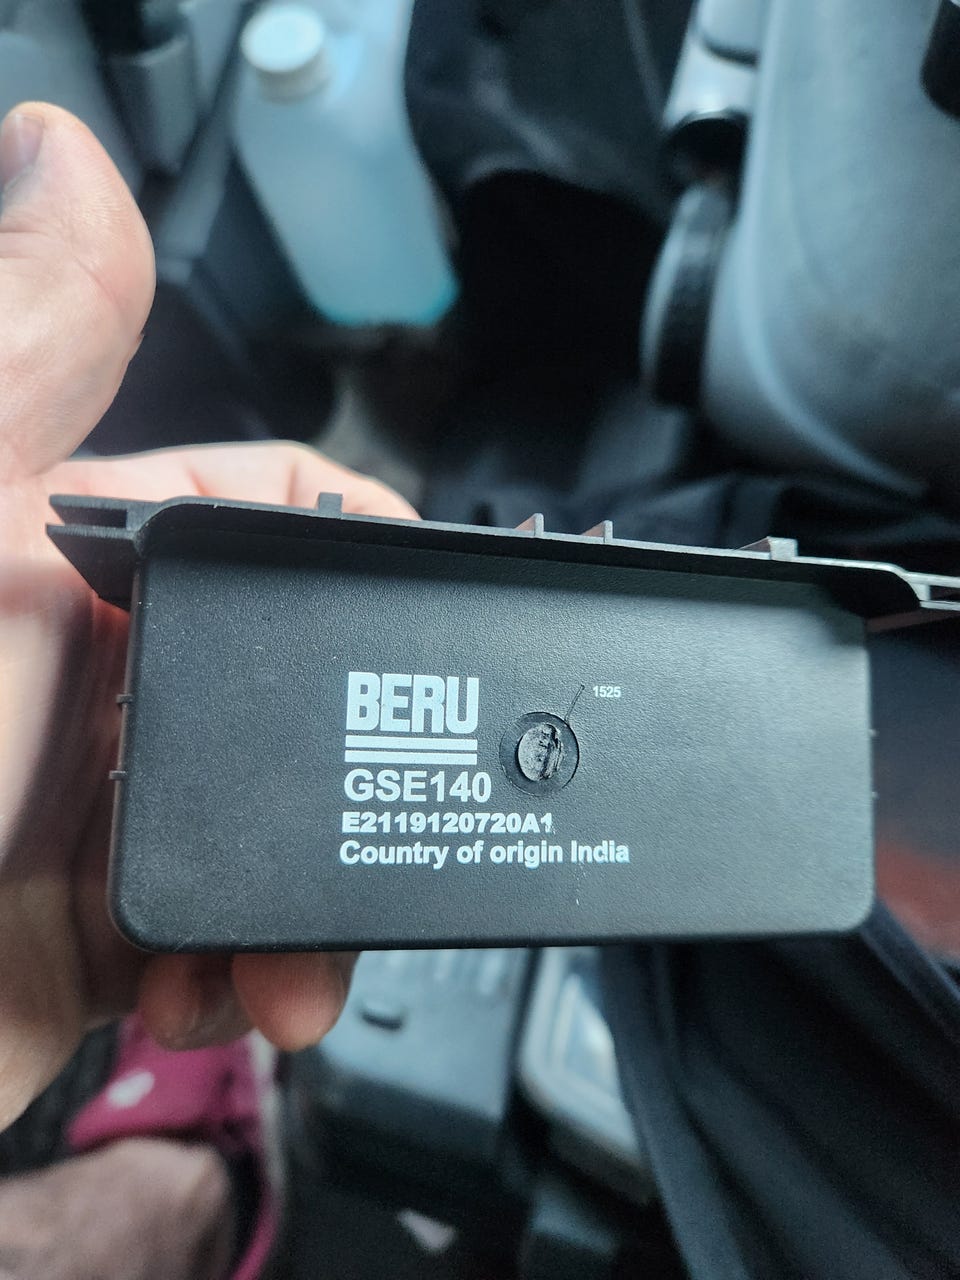 BERU
1525
GSE140
E2119120720A1
Country of origin India